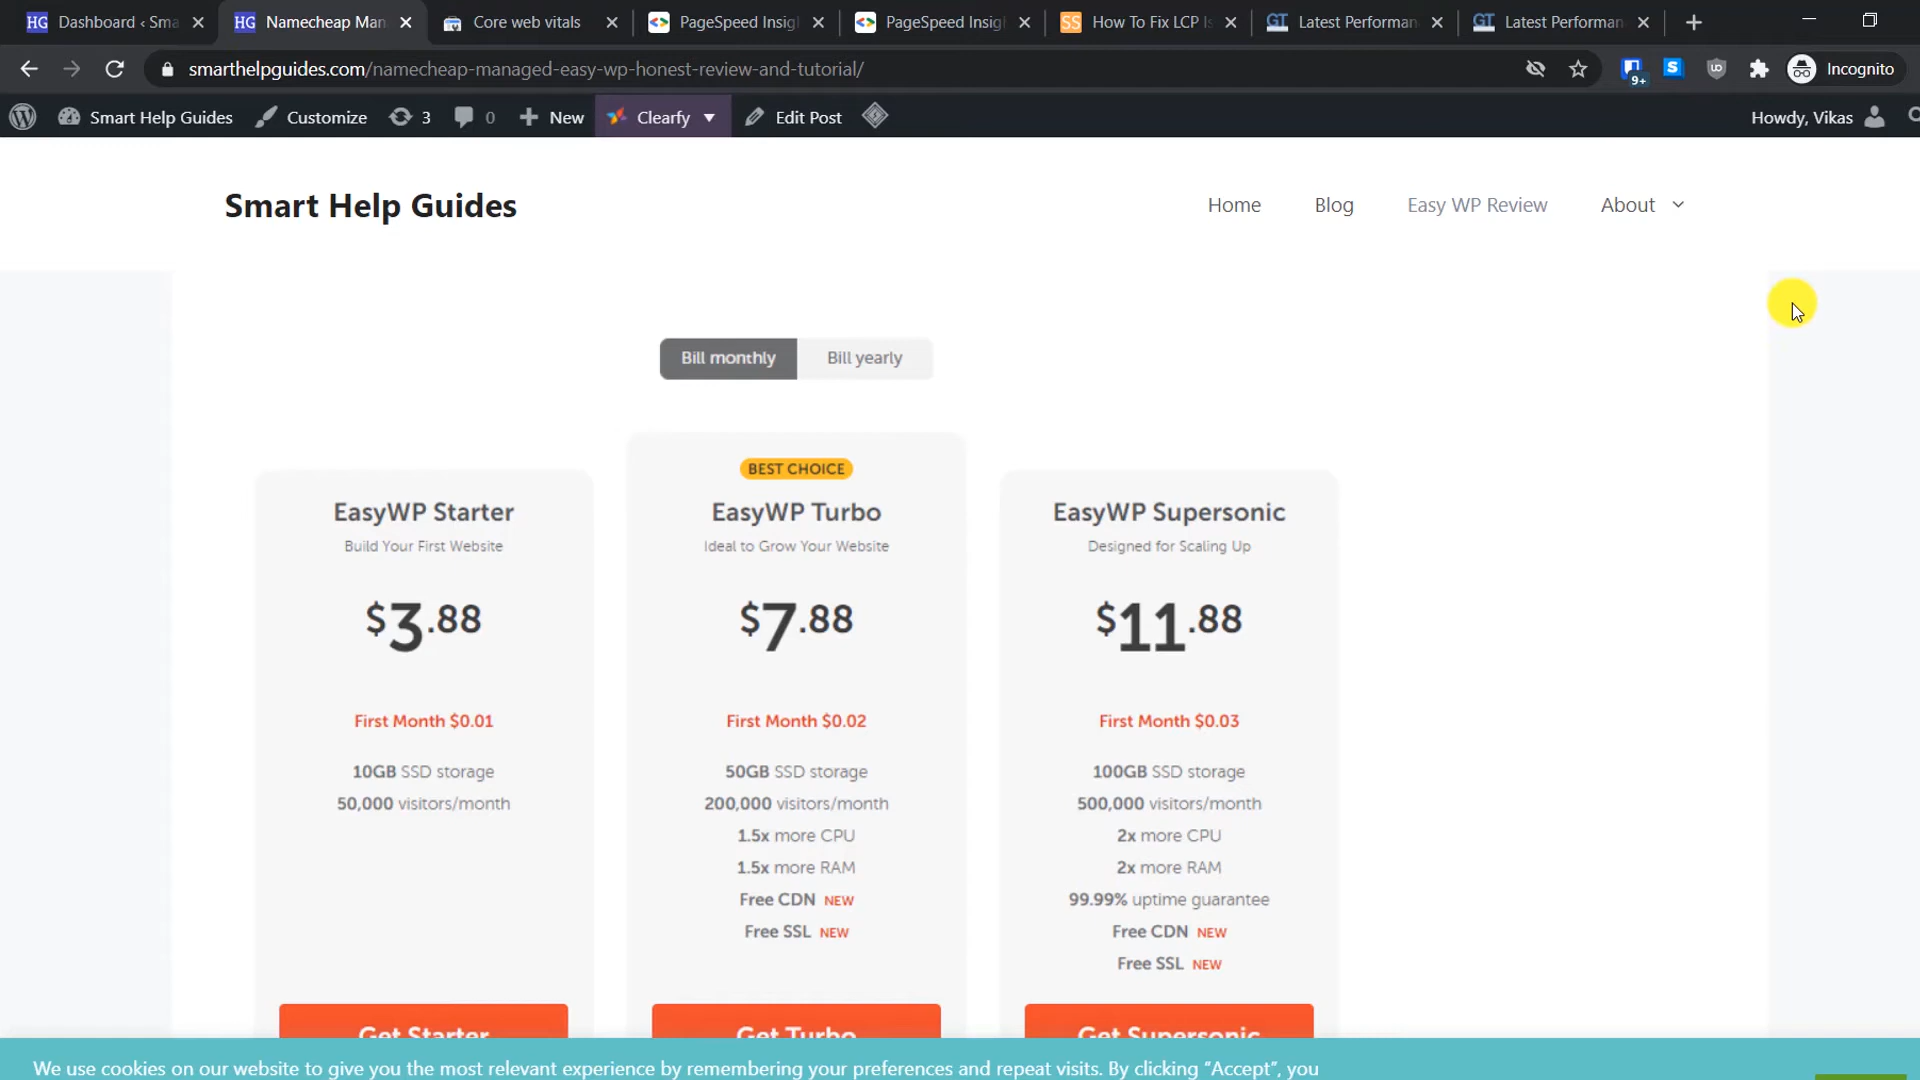 Dashboard ‹ Sma
Namecheap Man
Core web vitals
PageSpeed Insig
PageSpeed Insig
How To Fix LCP Is
Latest Performan
Latest Performan
smarthelpguides.com/namecheap-managed-easy-wp-honest-review-and-tutorial/
9+
Incognito
Smart Help Guides
Customize
3
0
New
Clearfy
Edit Post
Howdy, Vikas
Smart Help Guides
Home
Blog
Easy WP Review
About
Bill monthly
Bill yearly
EasyWP Starter
Build Your First Website
$3.88
First Month $0.01
10GB SSD storage
50,000 visitors/month
Get Starter
BEST CHOICE
EasyWP Turbo
Ideal to Grow Your Website
$7.88
First Month $0.02
50GB SSD storage
200,000 visitors/month
1.5x more CPU
1.5x more RAM
Free CDN NEW
Free SSL NEW
Get Turbo
EasyWP Supersonic
Designed for Scaling Up
$11.88
First Month $0.03
100GB SSD storage
500,000 visitors/month
2x more CPU
2x more RAM
99.99% uptime guarantee
Free CDN NEW
Free SSL NEW
Get Supersonic
We use cookies on our website to give you the most relevant experience by remembering your preferences and repeat visits. By clicking “Accept”, you